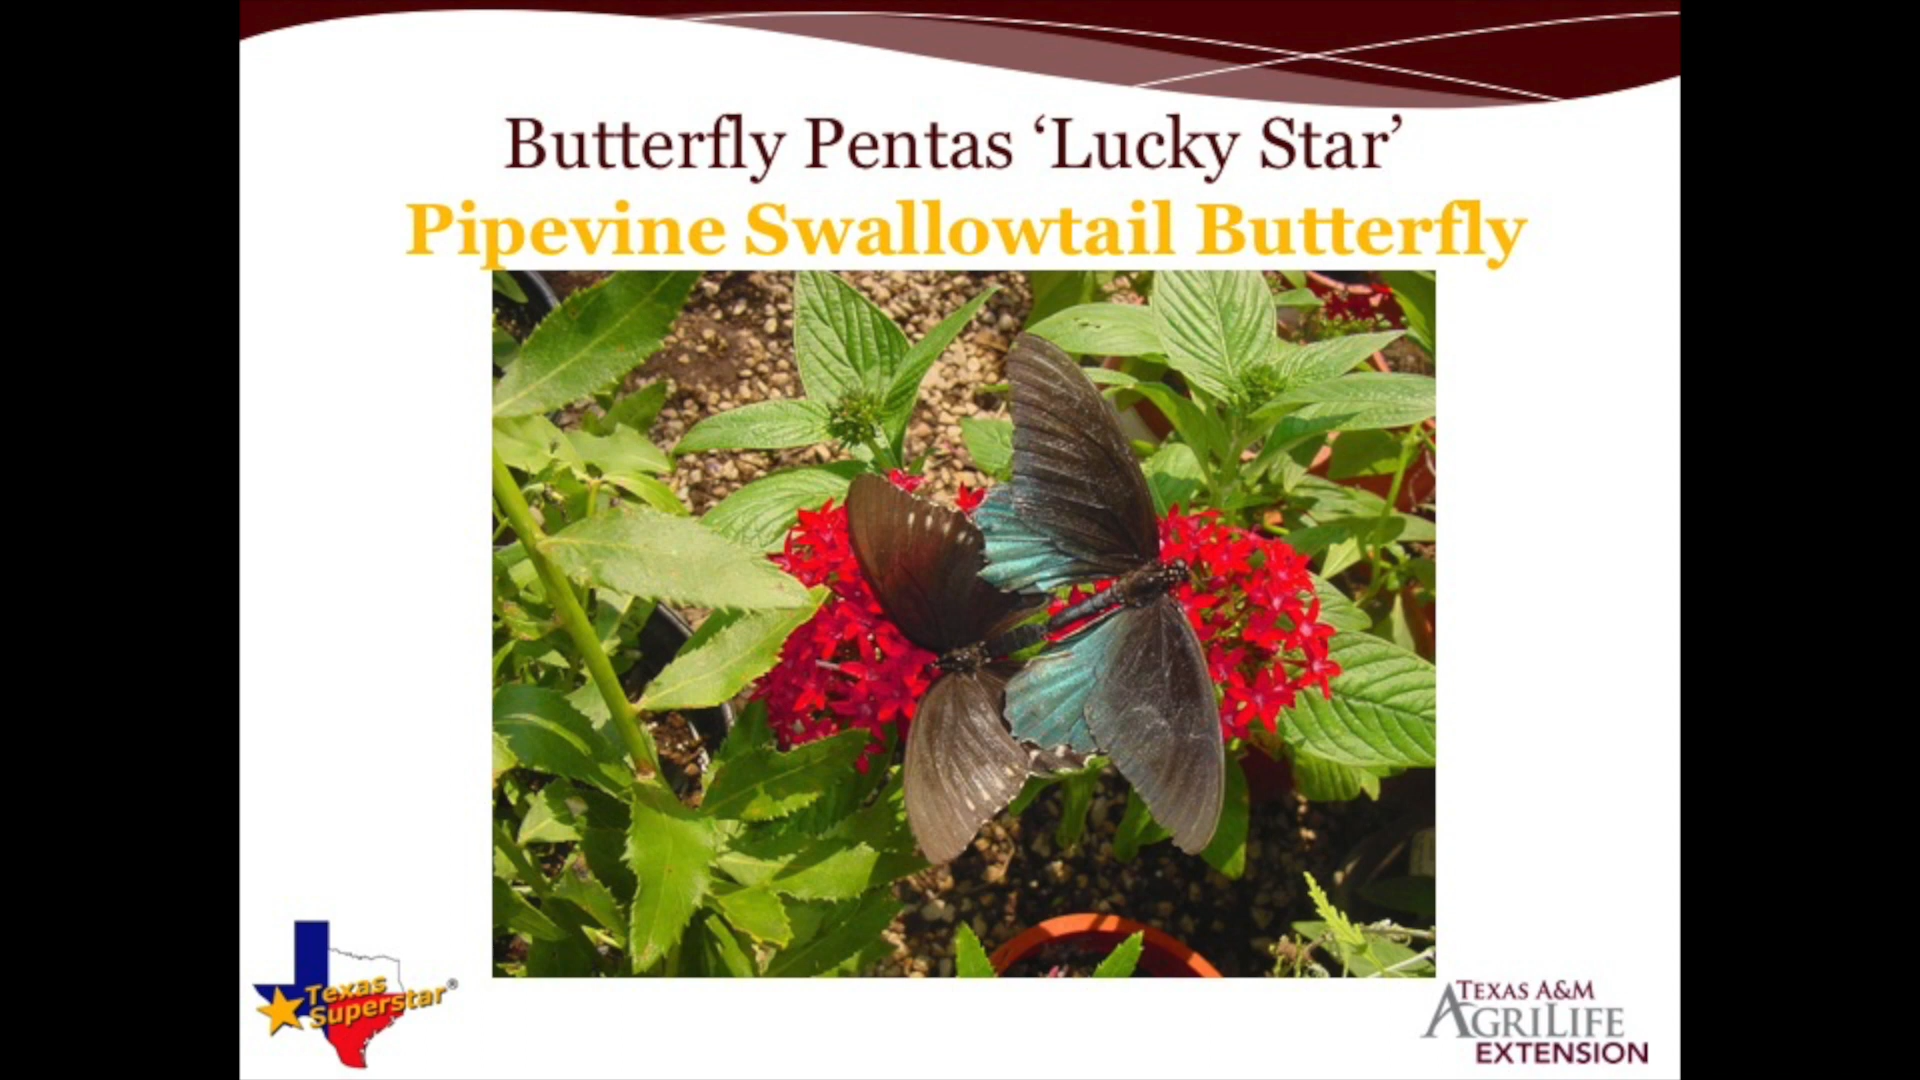 Butterfly Pentas ‘Lucky Star’
Pipevine Swallowtail Butterfly
Texas
Superstar®
TEXAS A&M
AGRILIFE
EXTENSION